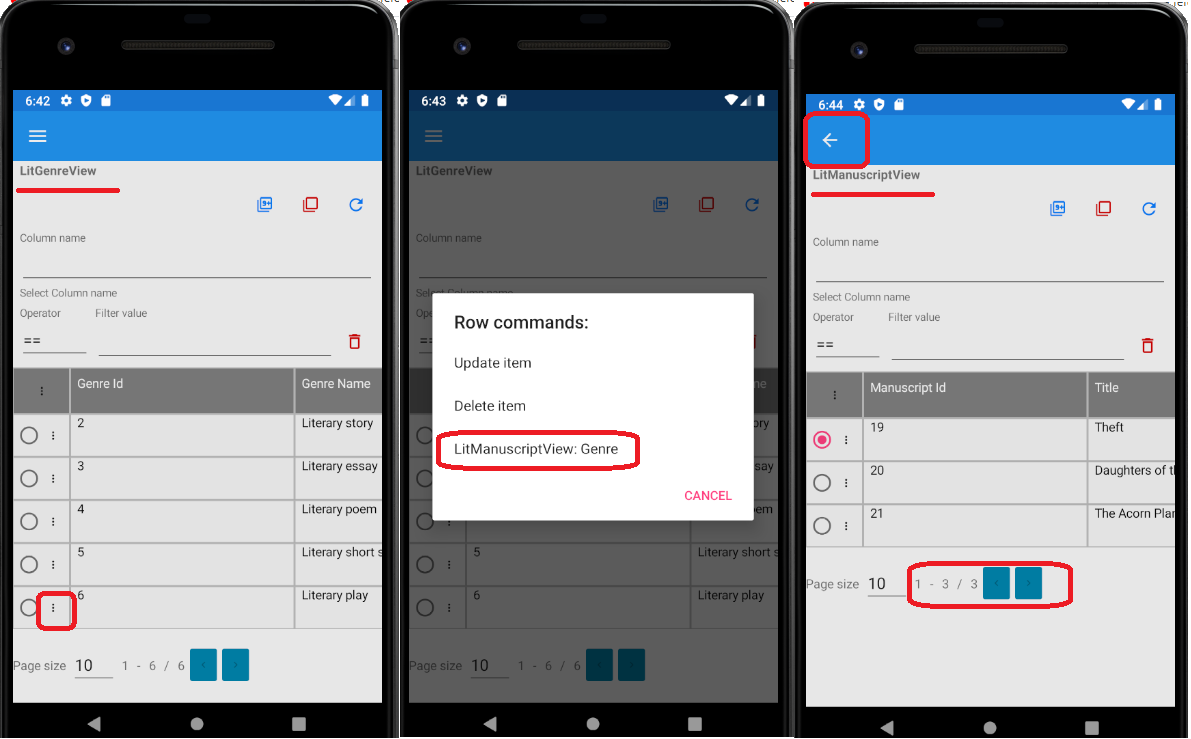 6:42
LitGenreView
9+
Column name
Select Column name
Operator Filter value
==
Genre Id Genre Name
2 Literary story
3 Literary essay
4 Literary poem
5 Literary short s
6 Literary play
Page size 10 1 - 6 / 6 < >
6:43
LitGenreView
9+
Column name
Select Column name
Row commands:
Update item
Delete item
LitManuscriptView: Genre
CANCEL
5 Literary short s
6 Literary play
Page size 10 1 - 6 / 6 < >
6:44
LitManuscriptView
9+
Column name
Select Column name
Operator Filter value
==
Manuscript Id Title
19 Theft
20 Daughters of t
21 The Acorn Plan
Page size 10 1 - 3 / 3 < >